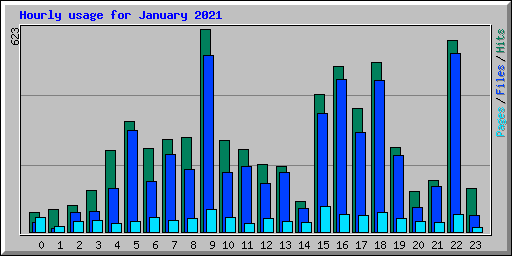 Hourly usage for January 2021
623
Pages / Files / Hits
0 1 2 3 4 5 6 7 8 9 10 11 12 13 14 15 16 17 18 19 20 21 22 23